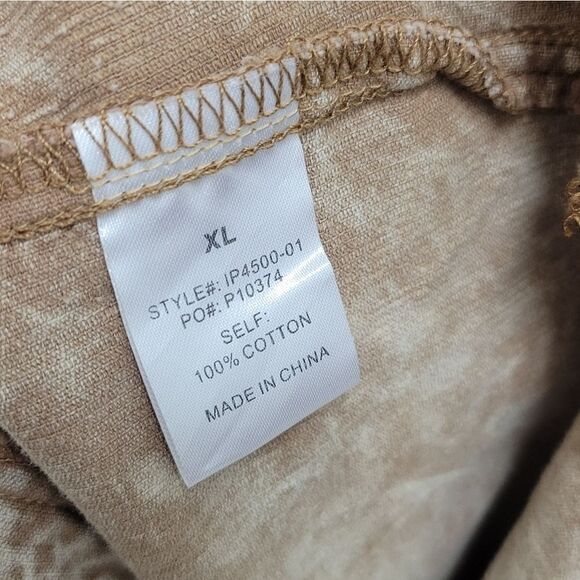 XL
STYLE#: IP4500-01
PO#: P10374
SELF:
100% COTTON
MADE IN CHINA